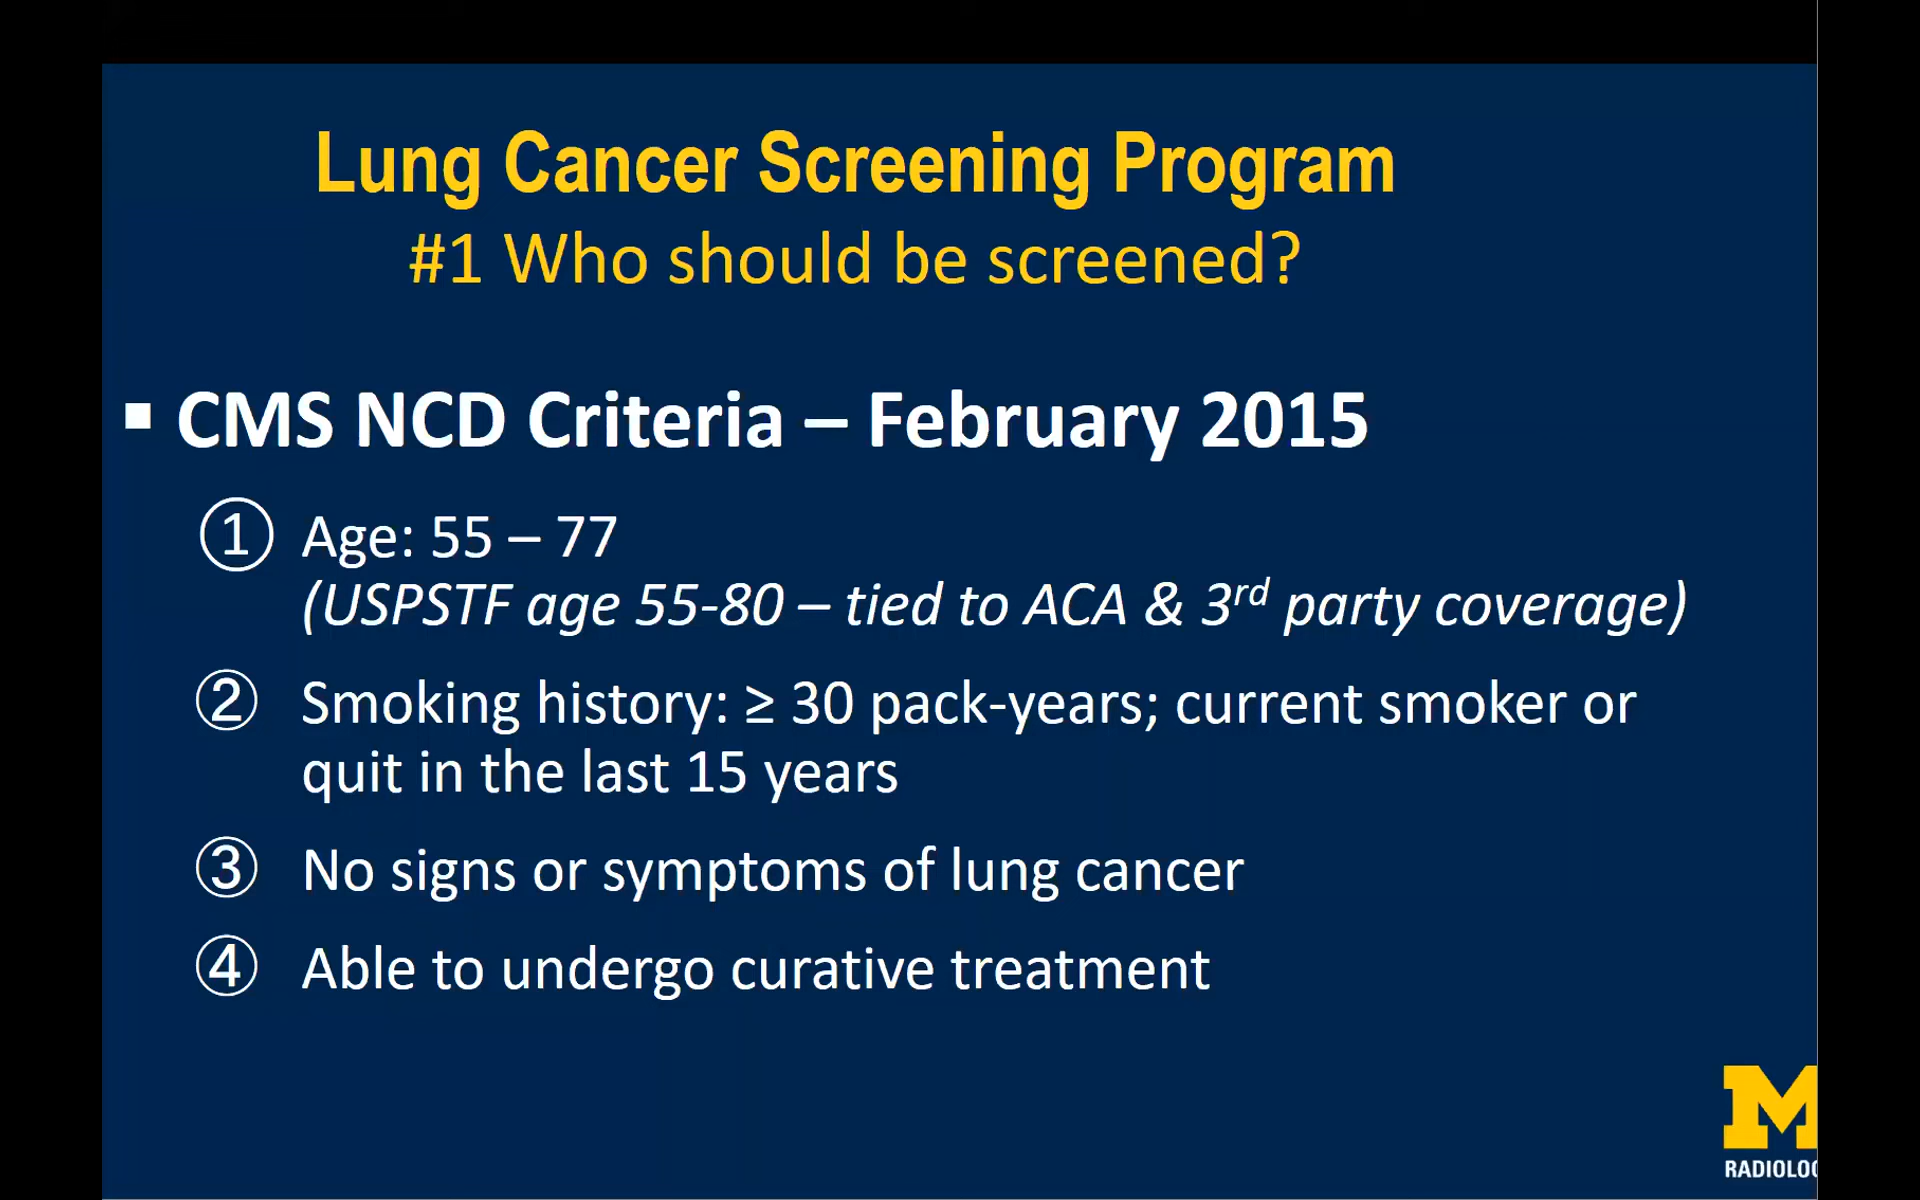 Lung Cancer Screening Program
#1 Who should be screened?
▪ CMS NCD Criteria – February 2015
① Age: 55 – 77
(USPSTF age 55-80 – tied to ACA & 3rd party coverage)
② Smoking history: ≥ 30 pack-years; current smoker or
quit in the last 15 years
③ No signs or symptoms of lung cancer
④ Able to undergo curative treatment
M
RADIOLOG